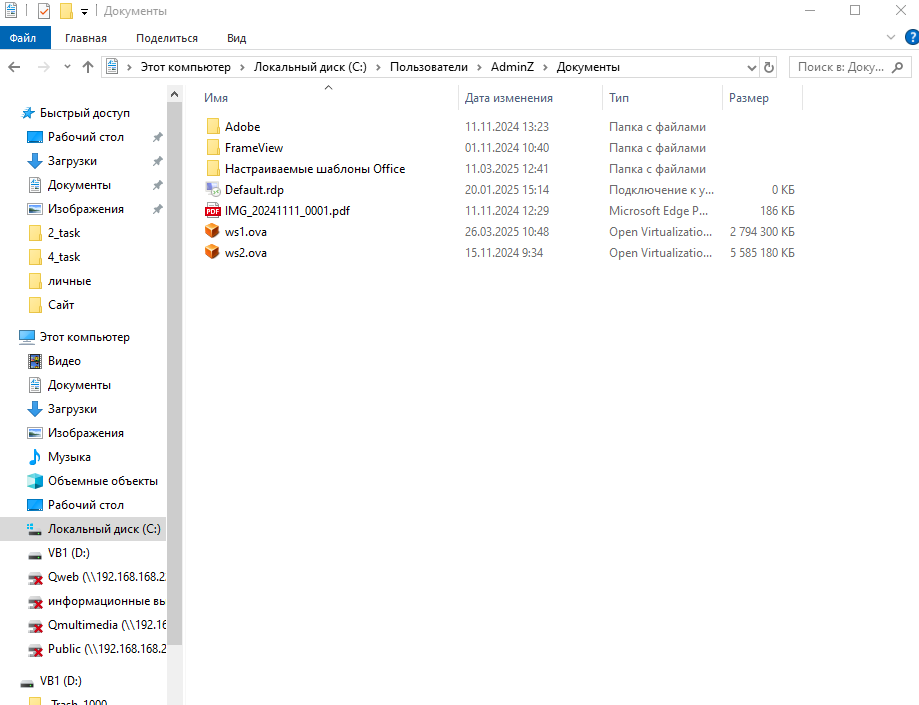 Документы
Файл Главная Поделиться Вид
Этот компьютер Локальный диск (C:) Пользователи AdminZ Документы Поиск в: Доку...
Имя Дата изменения Тип Размер
Adobe 11.11.2024 13:23 Папка с файлами
FrameView 01.11.2024 10:40 Папка с файлами
Настраиваемые шаблоны Office 11.03.2025 12:41 Папка с файлами
Default.rdp 20.01.2025 15:14 Подключение к у... 0 КБ
IMG_20241111_0001.pdf 11.11.2024 12:29 Microsoft Edge P... 186 КБ
ws1.ova 26.03.2025 10:48 Open Virtualizatio... 2 794 300 КБ
ws2.ova 15.11.2024 9:34 Open Virtualizatio... 5 585 180 КБ
Быстрый доступ
Рабочий стол
Загрузки
Документы
Изображения
2_task
4_task
личные
Сайт
Этот компьютер
Видео
Документы
Загрузки
Изображения
Музыка
Объемные объекты
Рабочий стол
Локальный диск (C:)
VB1 (D:)
Qweb (\\192.168.168.2
информационные вы
Qmultimedia (\\192.16
Public (\\192.168.168.2
VB1 (D:)
.Trash-1000